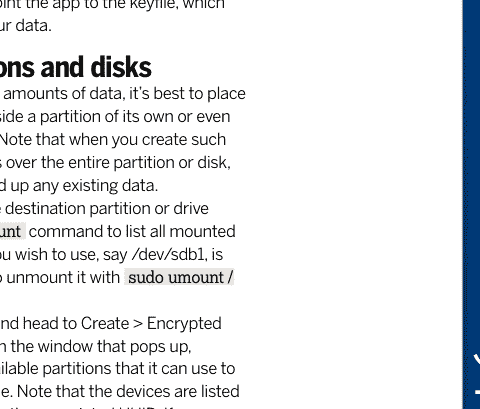 oint the app to the keyfile, which
ur data.
ons and disks
amounts of data, it's best to place
side a partition of its own or even
Note that when you create such
s over the entire partition or disk,
d up any existing data.
e destination partition or drive
unt command to list all mounted
ou wish to use, say /dev/sdb1, is
o unmount it with sudo umount /
nd head to Create > Encrypted
n the window that pops up,
ilable partitions that it can use to
e. Note that the devices are listed